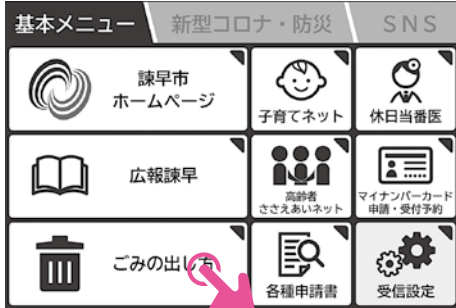 基本メニュー
新型コロナ・防災
SNS
諫早市
ホームページ
子育てネット
休日当番医
広報諫早
高齢者
ささえあいネット
マイナンバーカード
申請・受付予約
ごみの出し方
各種申請書
受信設定